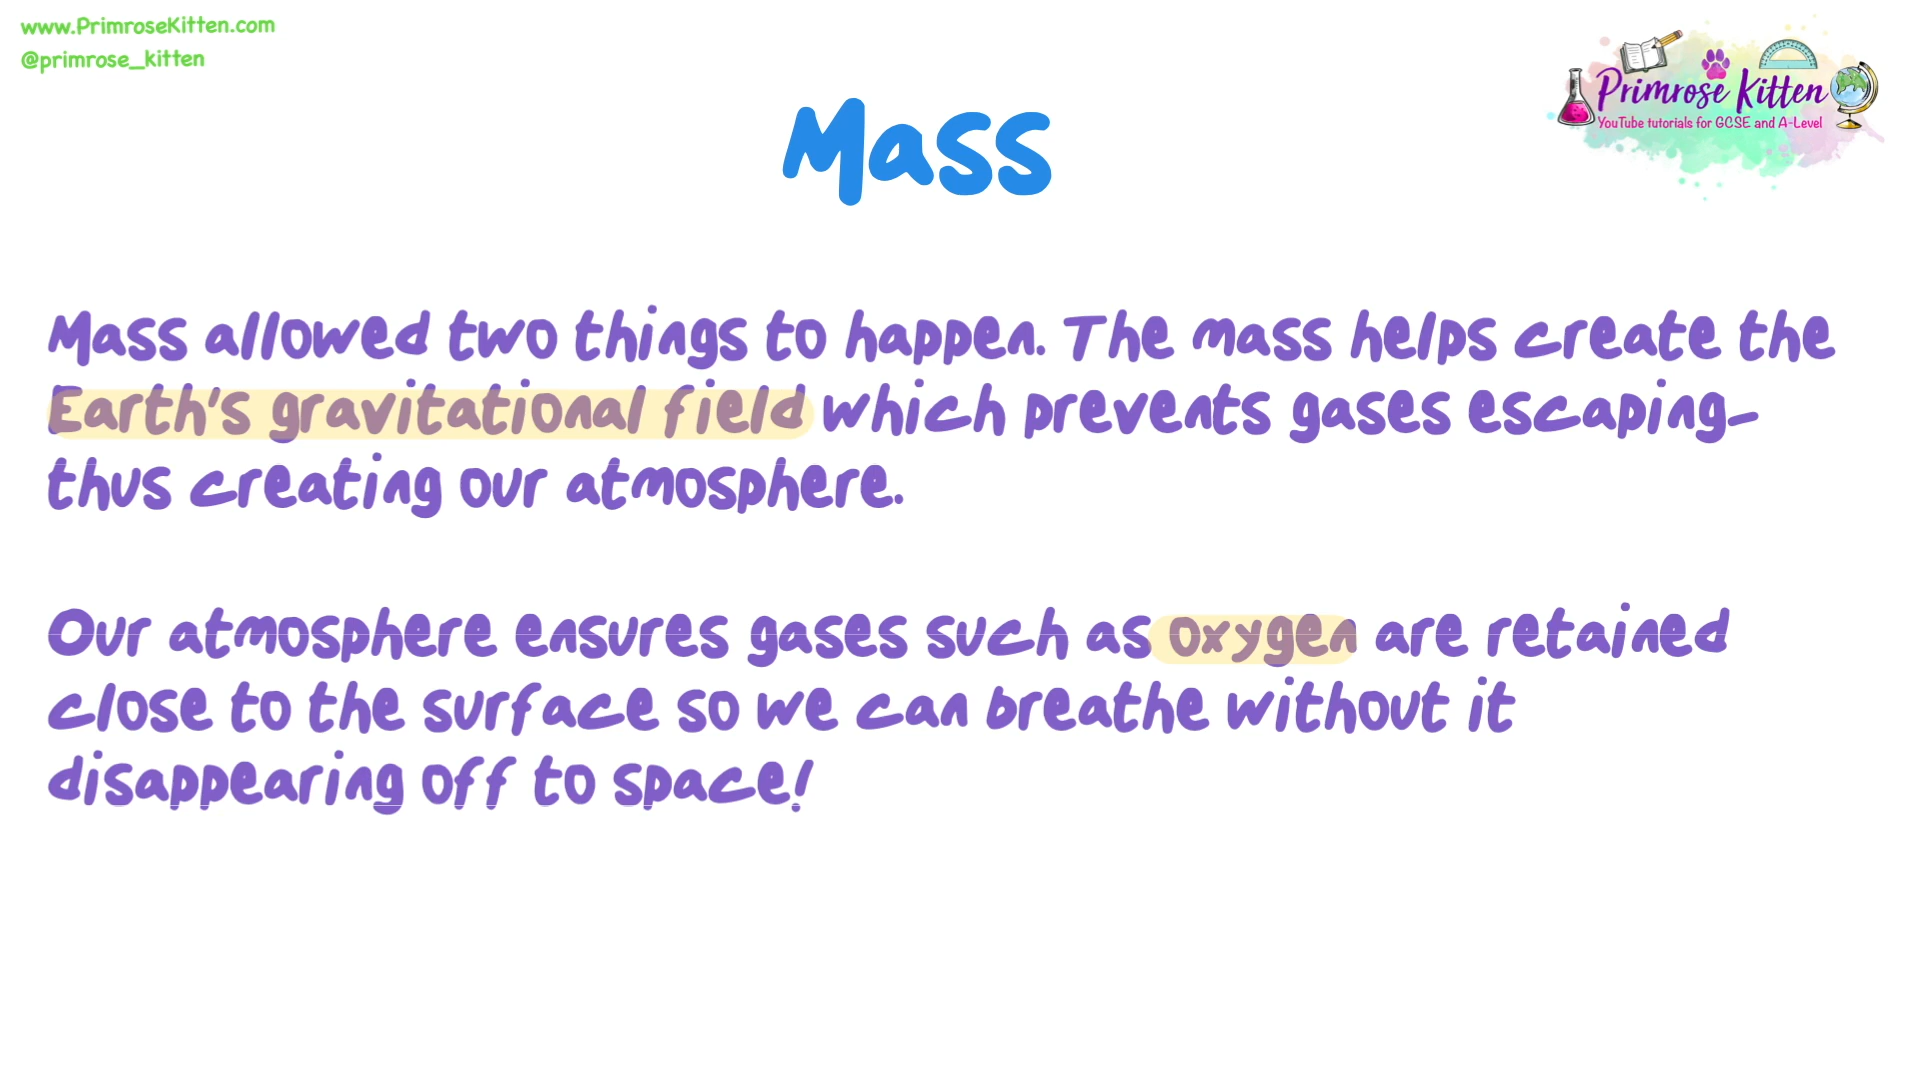 www.PrimroseKitten.com
@primrose_kitten
Primrose Kitten
YouTube tutorials for GCSE and A-Level
Mass
Mass allowed two things to happen. The mass helps create the
Earth's gravitational field which prevents gases escaping-
thus creating our atmosphere.
Our atmosphere ensures gases such as oxygen are retained
close to the surface so we can breathe without it
disappearing off to space!